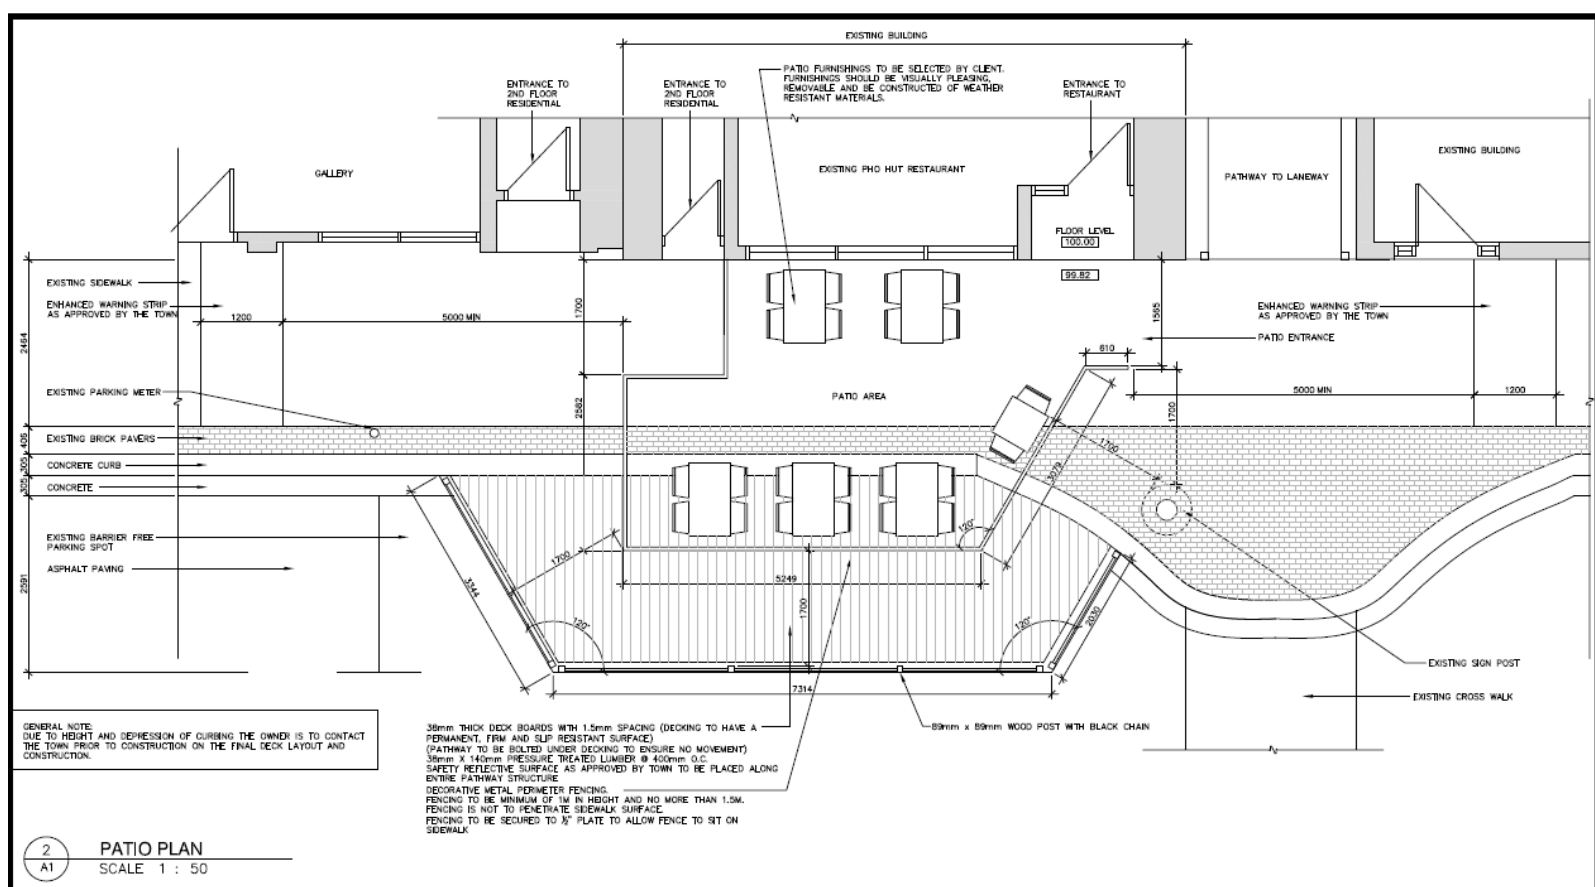 EXISTING BUILDING
PATIO FURNISHINGS TO BE SELECTED BY CLIENT.
FURNISHINGS SHOULD BE VISUALLY PLEASING,
REMOVABLE AND BE CONSTRUCTED OF WEATHER
RESISTANT MATERIALS.
ENTRANCE TO
2ND FLOOR
RESIDENTIAL
ENTRANCE TO
2ND FLOOR
RESIDENTIAL
ENTRANCE TO
RESTAURANT
GALLERY
EXISTING PHO HUT RESTAURANT
PATHWAY TO LANEWAY
EXISTING BUILDING
FLOOR LEVEL
100.00
99.82
EXISTING SIDEWALK
ENHANCED WARNING STRIP
AS APPROVED BY THE TOWN
1200
5000 MIN
1700
1565
ENHANCED WARNING STRIP
AS APPROVED BY THE TOWN
PATIO ENTRANCE
610
2464
EXISTING PARKING METER
2582
PATIO AREA
5000 MIN
1200
1700
EXISTING BRICK PAVERS
406
CONCRETE CURB
305
CONCRETE
305
1700
3079
120°
EXISTING BARRIER FREE
PARKING SPOT
ASPHALT PAVING
2591
3344
1700
5249
1700
120°
120°
2030
7314
EXISTING SIGN POST
EXISTING CROSS WALK
GENERAL NOTE:
DUE TO HEIGHT AND DEPRESSION OF CURBING THE OWNER IS TO CONTACT
THE TOWN PRIOR TO CONSTRUCTION ON THE FINAL DECK LAYOUT AND
CONSTRUCTION.
38mm THICK DECK BOARDS WITH 1.5mm SPACING (DECKING TO HAVE A
PERMANENT, FIRM AND SLIP RESISTANT SURFACE)
(PATHWAY TO BE BOLTED UNDER DECKING TO ENSURE NO MOVEMENT)
38mm X 140mm PRESSURE TREATED LUMBER @ 400mm O.C.
SAFETY REFLECTIVE SURFACE AS APPROVED BY TOWN TO BE PLACED ALONG
ENTIRE PATHWAY STRUCTURE
DECORATIVE METAL PERIMETER FENCING.
FENCING TO BE MINIMUM OF 1M IN HEIGHT AND NO MORE THAN 1.5M.
FENCING IS NOT TO PENETRATE SIDEWALK SURFACE.
FENCING TO BE SECURED TO ½" PLATE TO ALLOW FENCE TO SIT ON
SIDEWALK
89mm x 89mm WOOD POST WITH BLACK CHAIN
2
A1
PATIO PLAN
SCALE 1 : 50